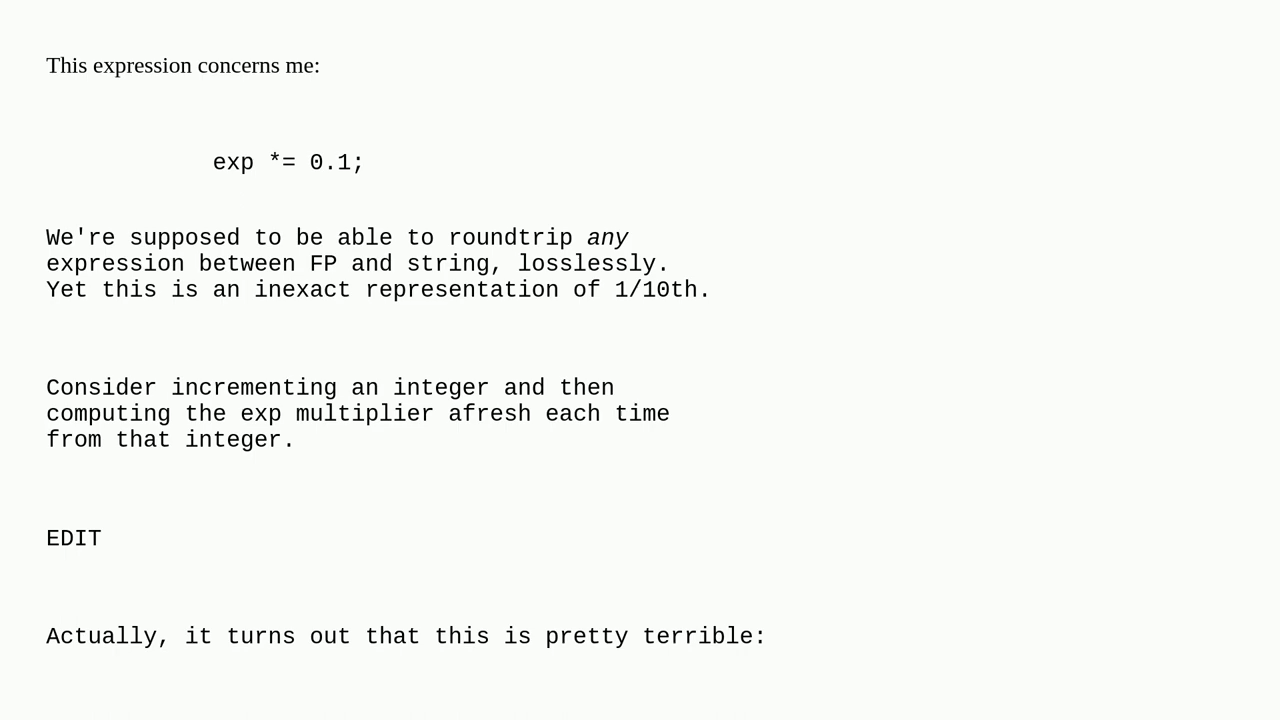 This expression concerns me:
exp *= 0.1;
We're supposed to be able to roundtrip any
expression between FP and string, losslessly.
Yet this is an inexact representation of 1/10th.
Consider incrementing an integer and then
computing the exp multiplier afresh each time
from that integer.
EDIT
Actually, it turns out that this is pretty terrible: